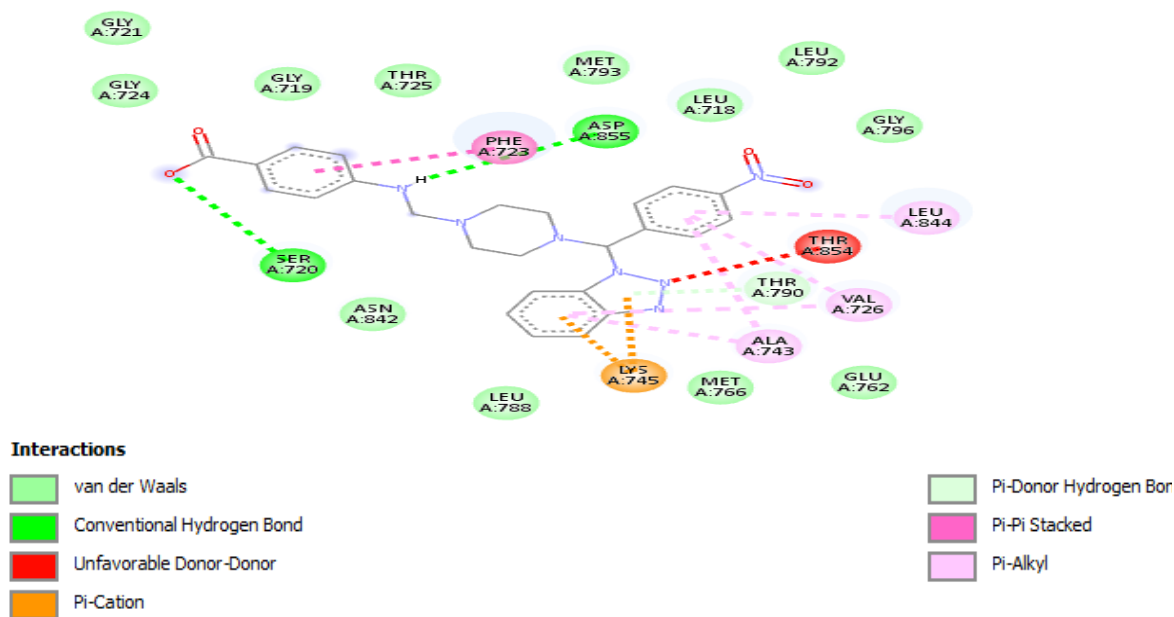 GLY
A:721
GLY
A:724
GLY
A:719
THR
A:725
MET
A:793
LEU
A:792
LEU
A:718
GLY
A:796
PHE
A:723
ASP
A:855
O
O
H
N
N
N
N
O
O
LEU
A:844
THR
A:854
SER
A:720
N
N
N
THR
A:790
VAL
A:726
ASN
A:842
ALA
A:743
LYS
A:745
LEU
A:788
MET
A:766
GLU
A:762
Interactions
van der Waals
Conventional Hydrogen Bond
Unfavorable Donor-Donor
Pi-Cation
Pi-Donor Hydrogen Bon
Pi-Pi Stacked
Pi-Alkyl